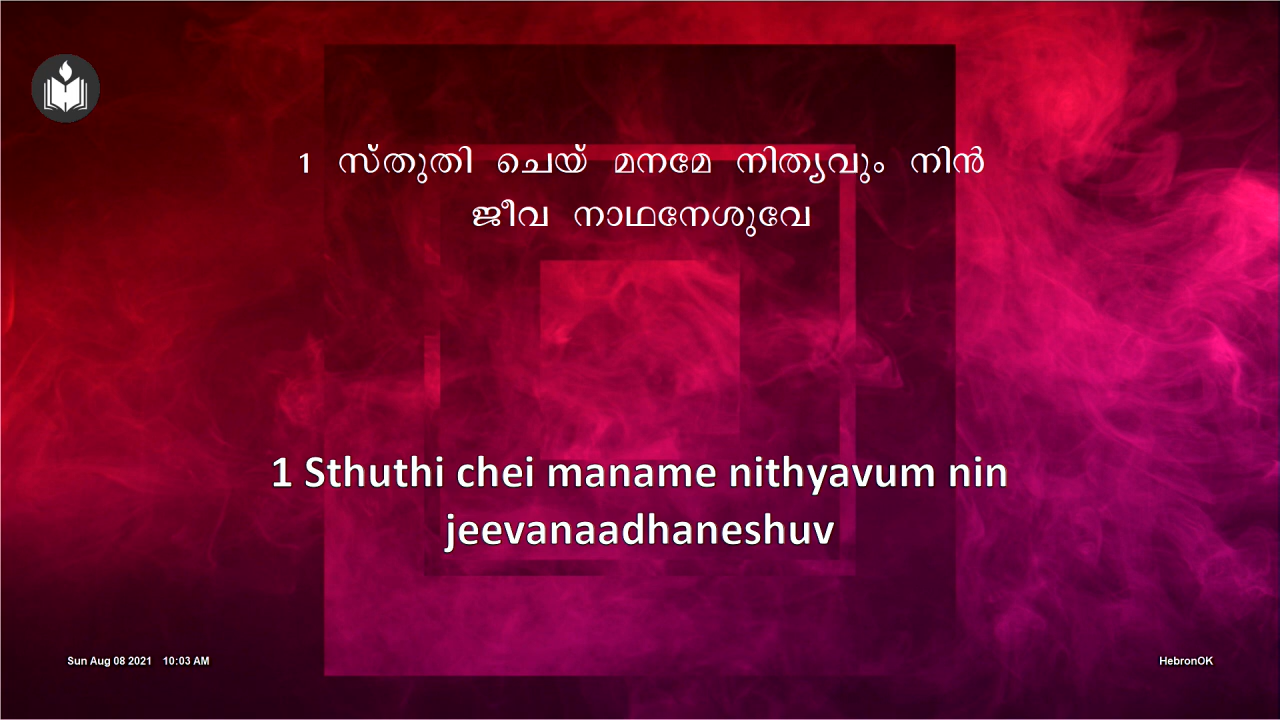 1 സ്തുതി ചെയ് മനമേ നിത്യവും നിൻ
ജീവ നാഥനേശുവേ
1 Sthuthi chei maname nithyavum nin
jeevanaadhaneshuv
Sun Aug 08 2021 10:03 AM
HebronOK